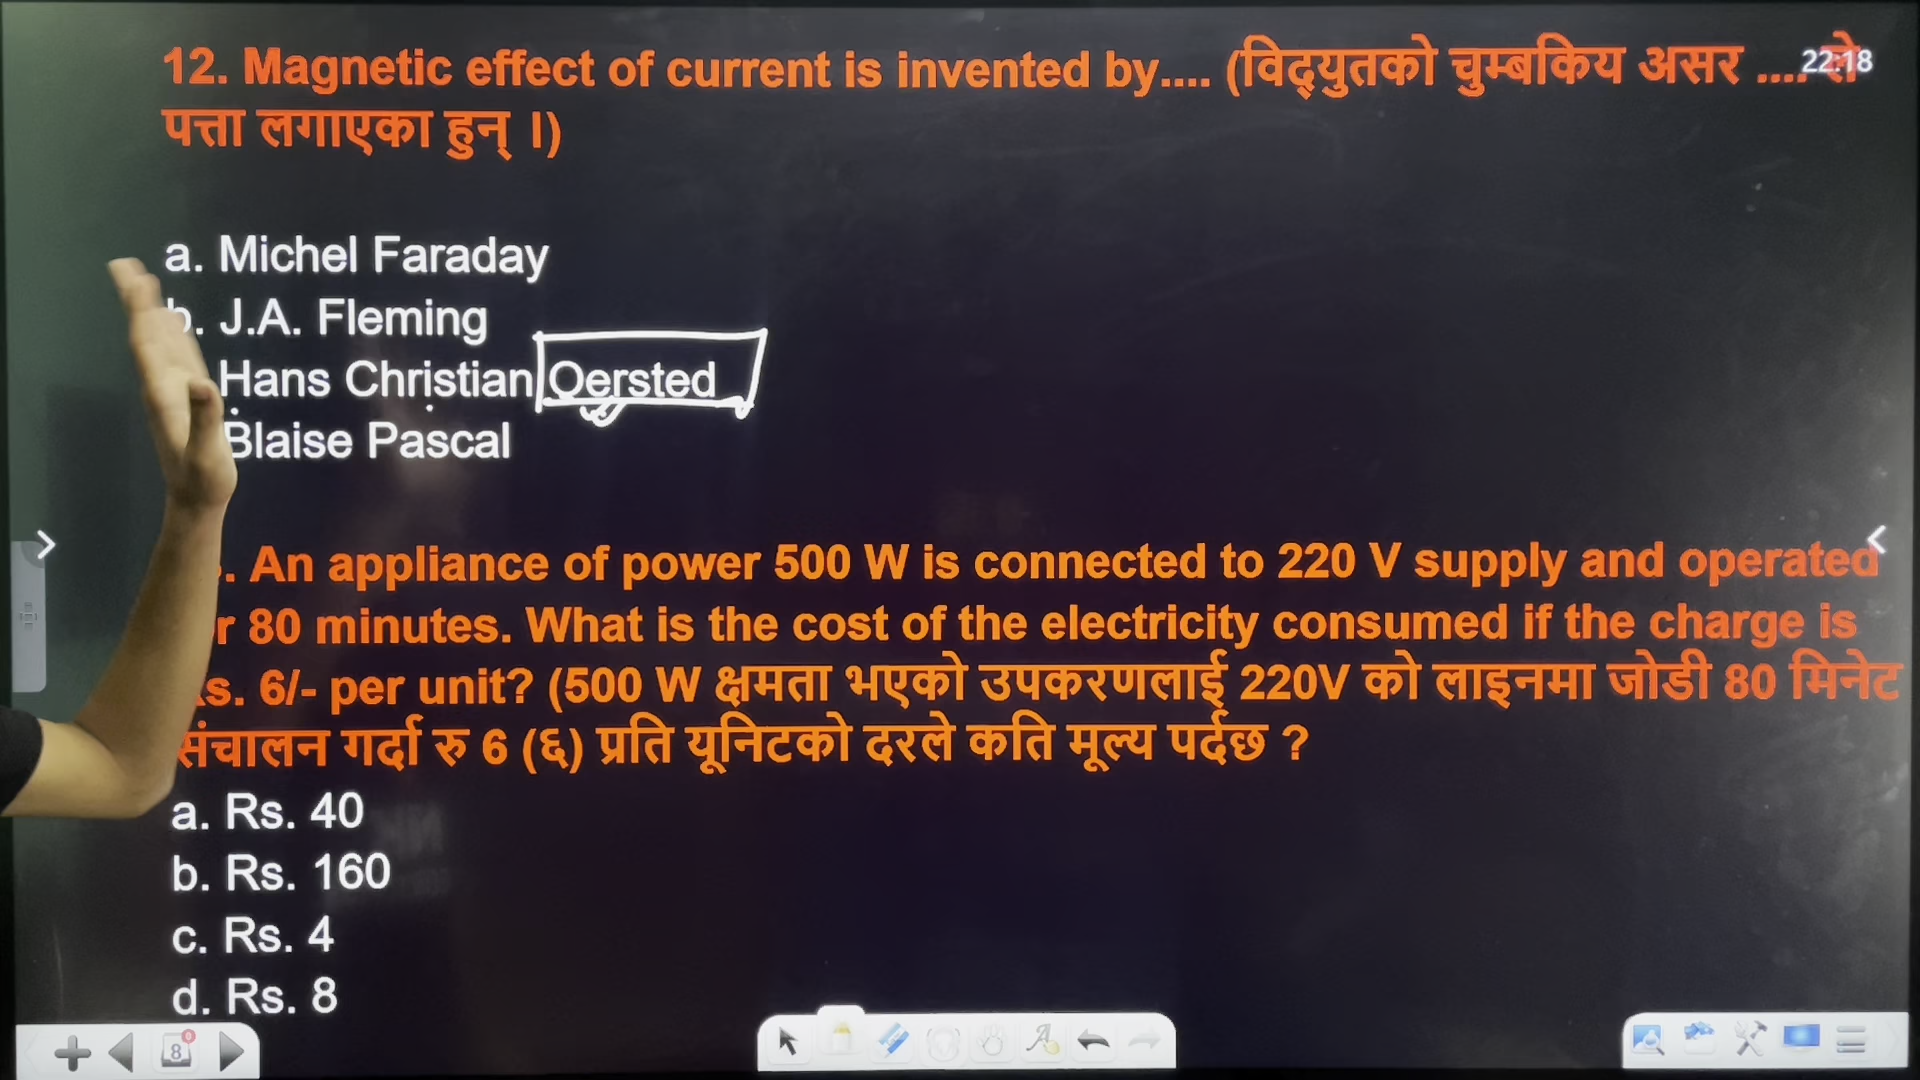 12. Magnetic effect of current is invented by.... (विद्युतको चुम्बकिय असर .... ले
22:18
पत्ता लगाएका हुन् ।)
a. Michel Faraday
b. J.A. Fleming
Hans Christian Oersted
Blaise Pascal
. An appliance of power 500 W is connected to 220 V supply and operated
r 80 minutes. What is the cost of the electricity consumed if the charge is
s. 6/- per unit? (500 W क्षमता भएको उपकरणलाई 220V को लाइनमा जोडी 80 मिनेट
संचालन गर्दा रु 6 (६) प्रति यूनिटको दरले कति मूल्य पर्दछ ?
a. Rs. 40
b. Rs. 160
c. Rs. 4
d. Rs. 8
8